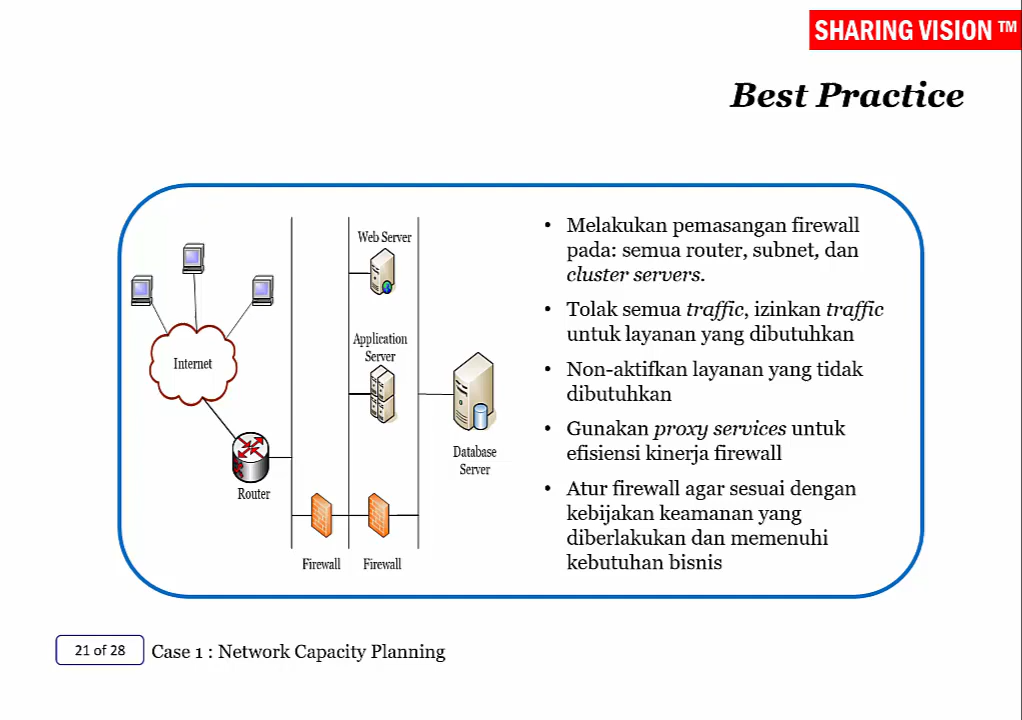 SHARING VISION ™
Best Practice
Web Server
Application
Server
Internet
Database
Server
Router
Firewall
Firewall
• Melakukan pemasangan firewall
pada: semua router, subnet, dan
cluster servers.
• Tolak semua traffic, izinkan traffic
untuk layanan yang dibutuhkan
• Non-aktifkan layanan yang tidak
dibutuhkan
• Gunakan proxy services untuk
efisiensi kinerja firewall
• Atur firewall agar sesuai dengan
kebijakan keamanan yang
diberlakukan dan memenuhi
kebutuhan bisnis
21 of 28
Case 1 : Network Capacity Planning